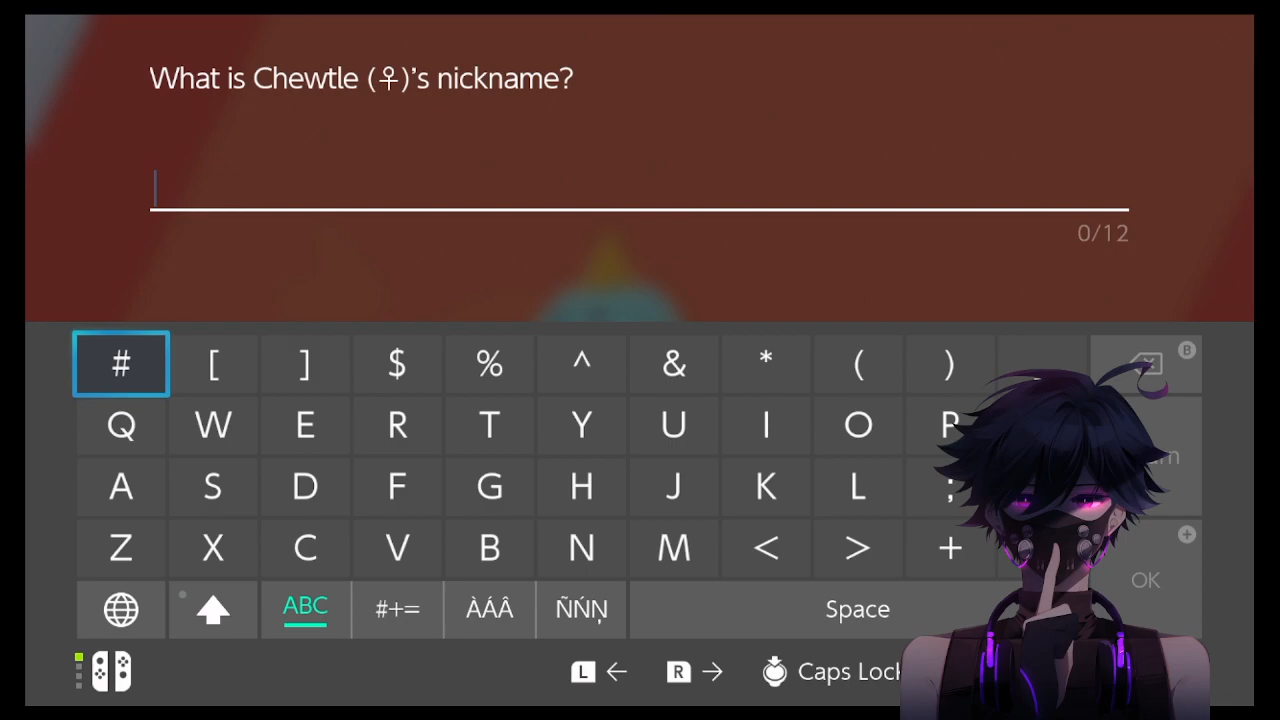 What is Chewtle (♀)'s nickname?
0/12
# [ ] $ % ^ & * ( )
B
Q W E R T Y U I O P
A S D F G H J K L ;
Z X C V B N M < > +
+
OK
ABC #+= ÀÁÂ ÑŃŅ Space
L ← R → Caps Lock